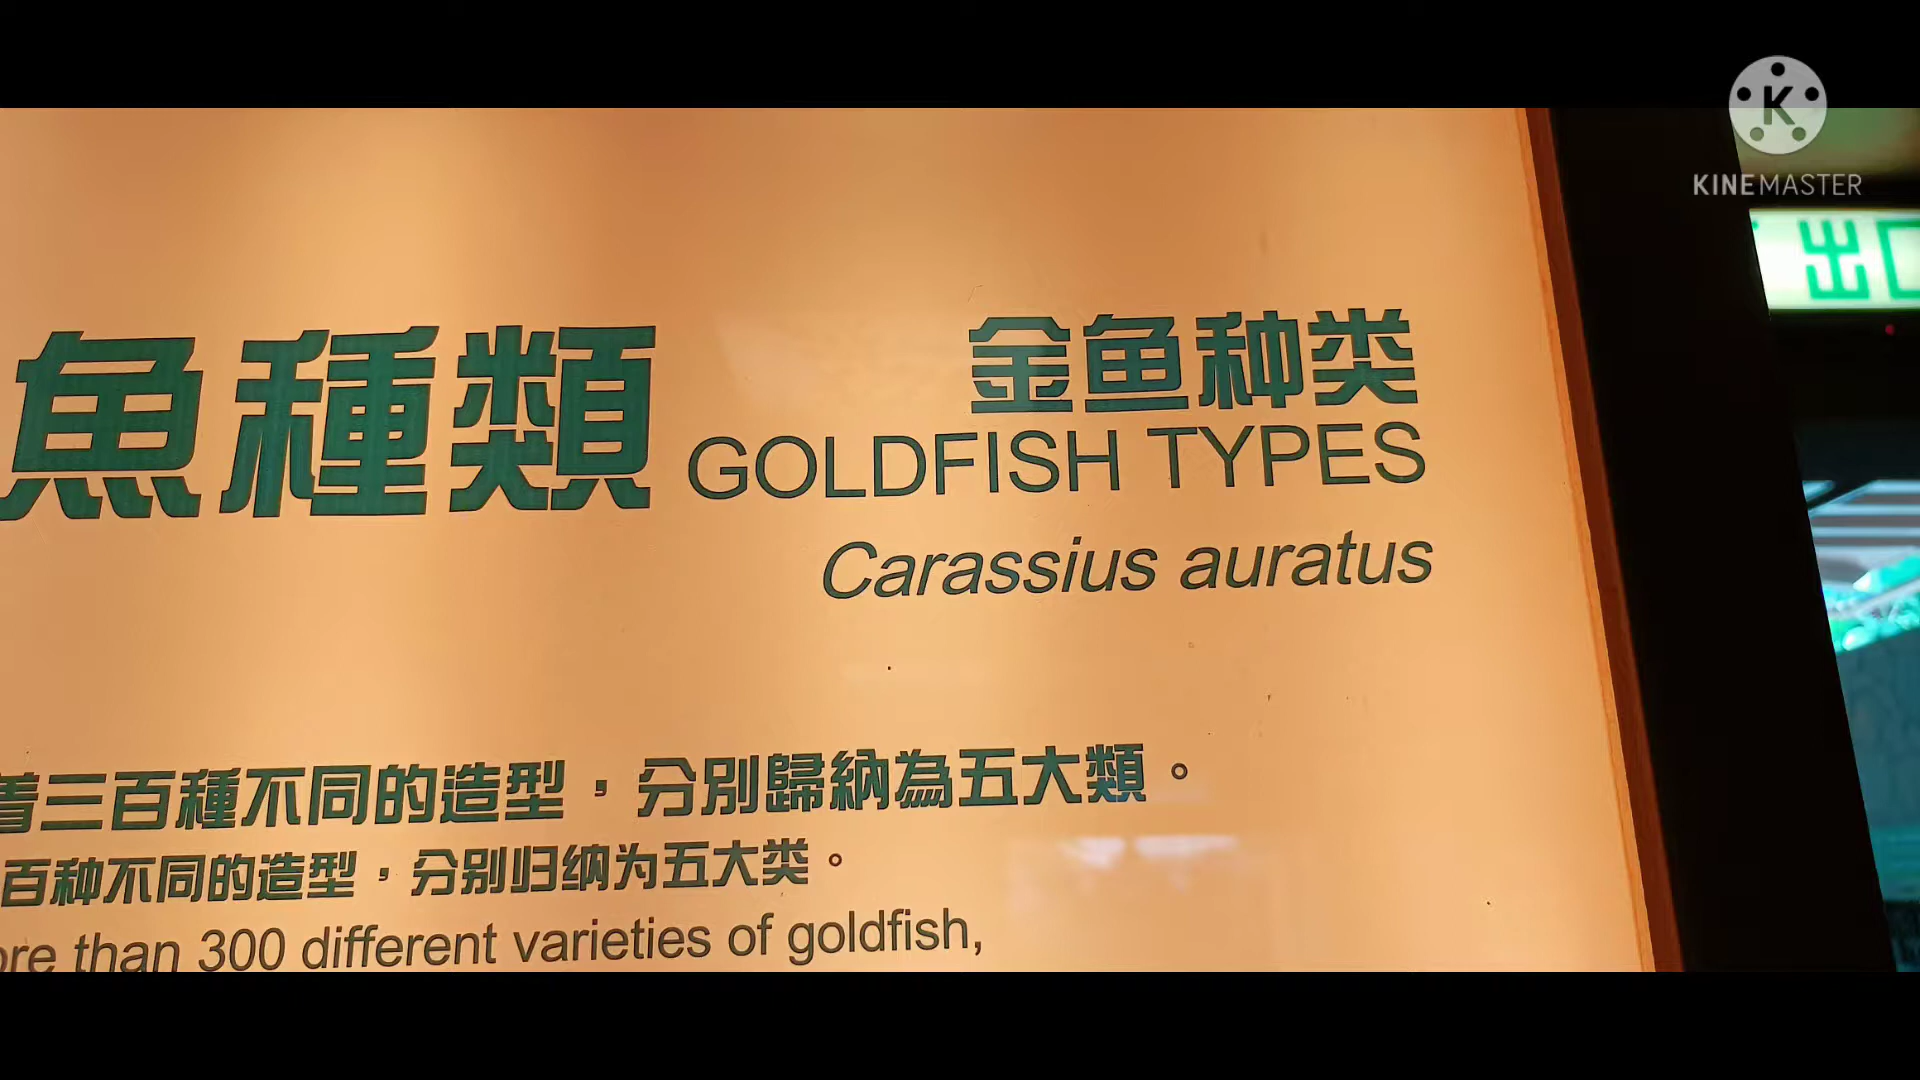 K
KINEMASTER
出口
魚種類
金鱼种类
GOLDFISH TYPES
Carassius auratus
着三百種不同的造型，分別歸納為五大類。
百种不同的造型，分别归纳为五大类。
than 300 different varieties of goldfish,